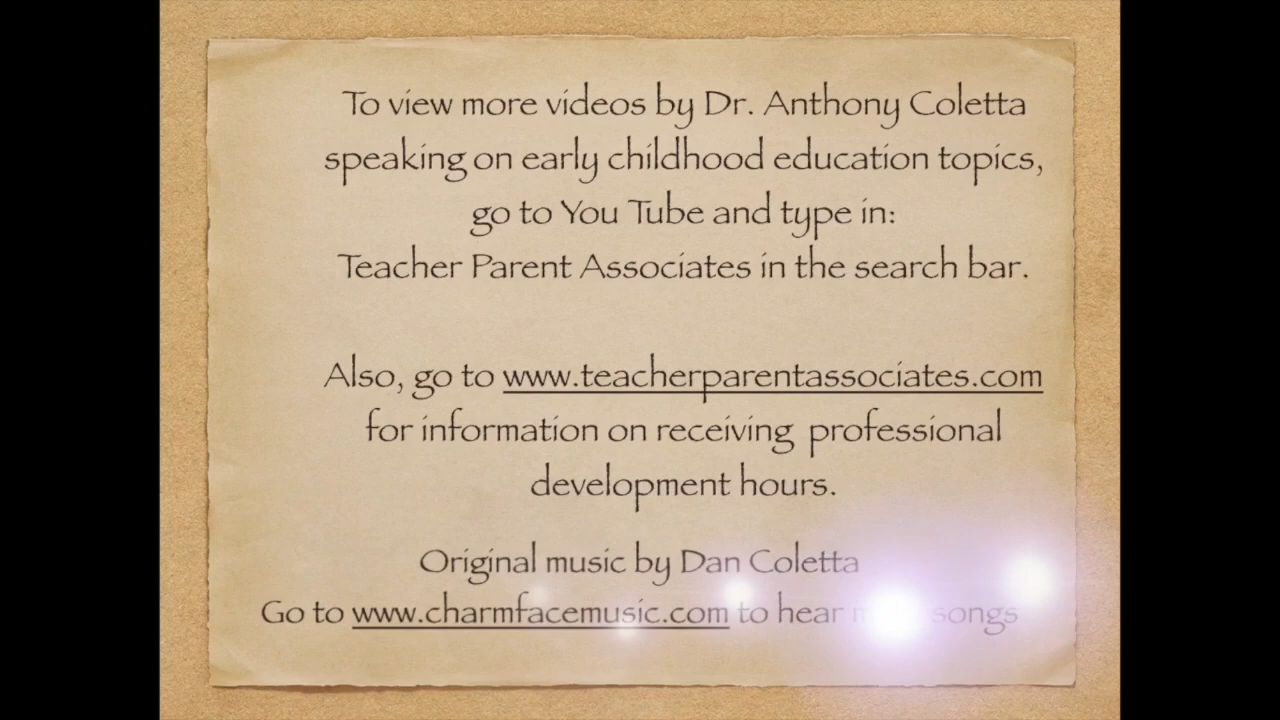 To view more videos by Dr. Anthony Coletta
speaking on early childhood education topics,
go to You Tube and type in:
Teacher Parent Associates in the search bar.
Also, go to www.teacherparentassociates.com
for information on receiving professional
development hours.
Original music by Dan Coletta
Go to www.charmfacemusic.com to hear songs